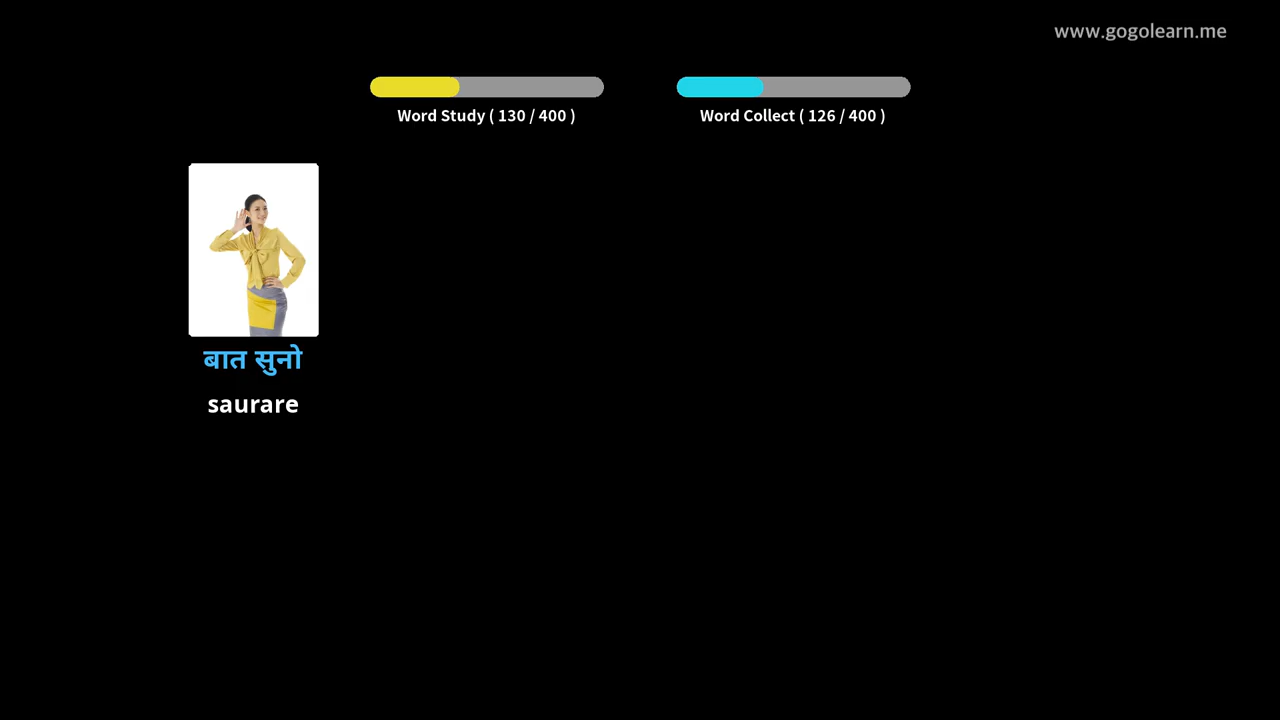 www.gogolearn.me
Word Study ( 130 / 400 )
Word Collect ( 126 / 400 )
बात सुनो
saurare